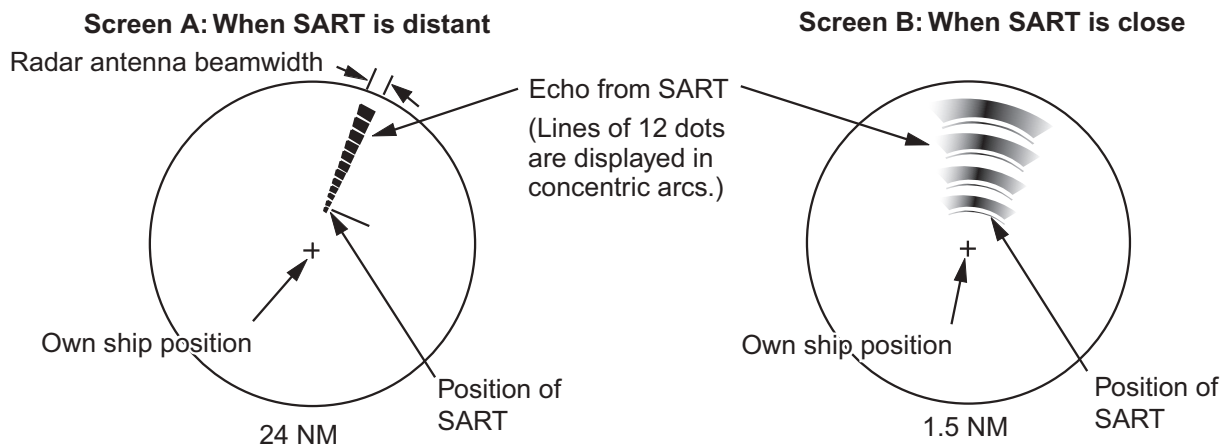 Screen A: When SART is distant
Radar antenna beamwidth
Own ship position
Position of
SART
24 NM
Echo from SART
(Lines of 12 dots
are displayed in
concentric arcs.)
Screen B: When SART is close
Own ship position
Position of
SART
1.5 NM